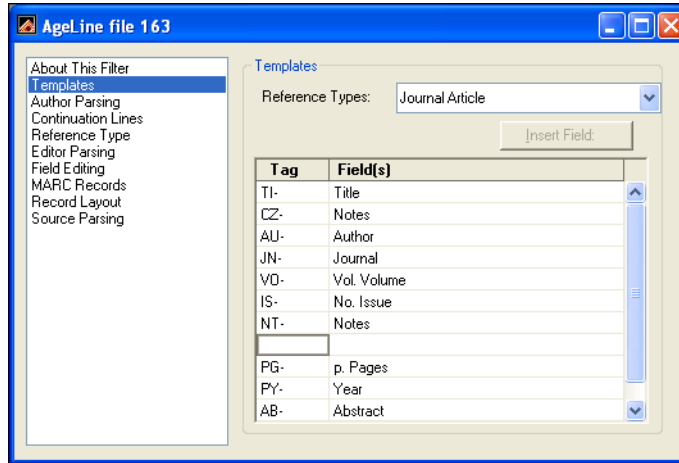 AgeLine file 163
About This Filter
Templates
Author Parsing
Continuation Lines
Reference Type
Editor Parsing
Field Editing
MARC Records
Record Layout
Source Parsing
Templates
Reference Types: Journal Article
Insert Field:
Tag Field(s)
TI- Title
CZ- Notes
AU- Author
JN- Journal
VO- Vol. Volume
IS- No. Issue
NT- Notes
PG- p. Pages
PY- Year
AB- Abstract